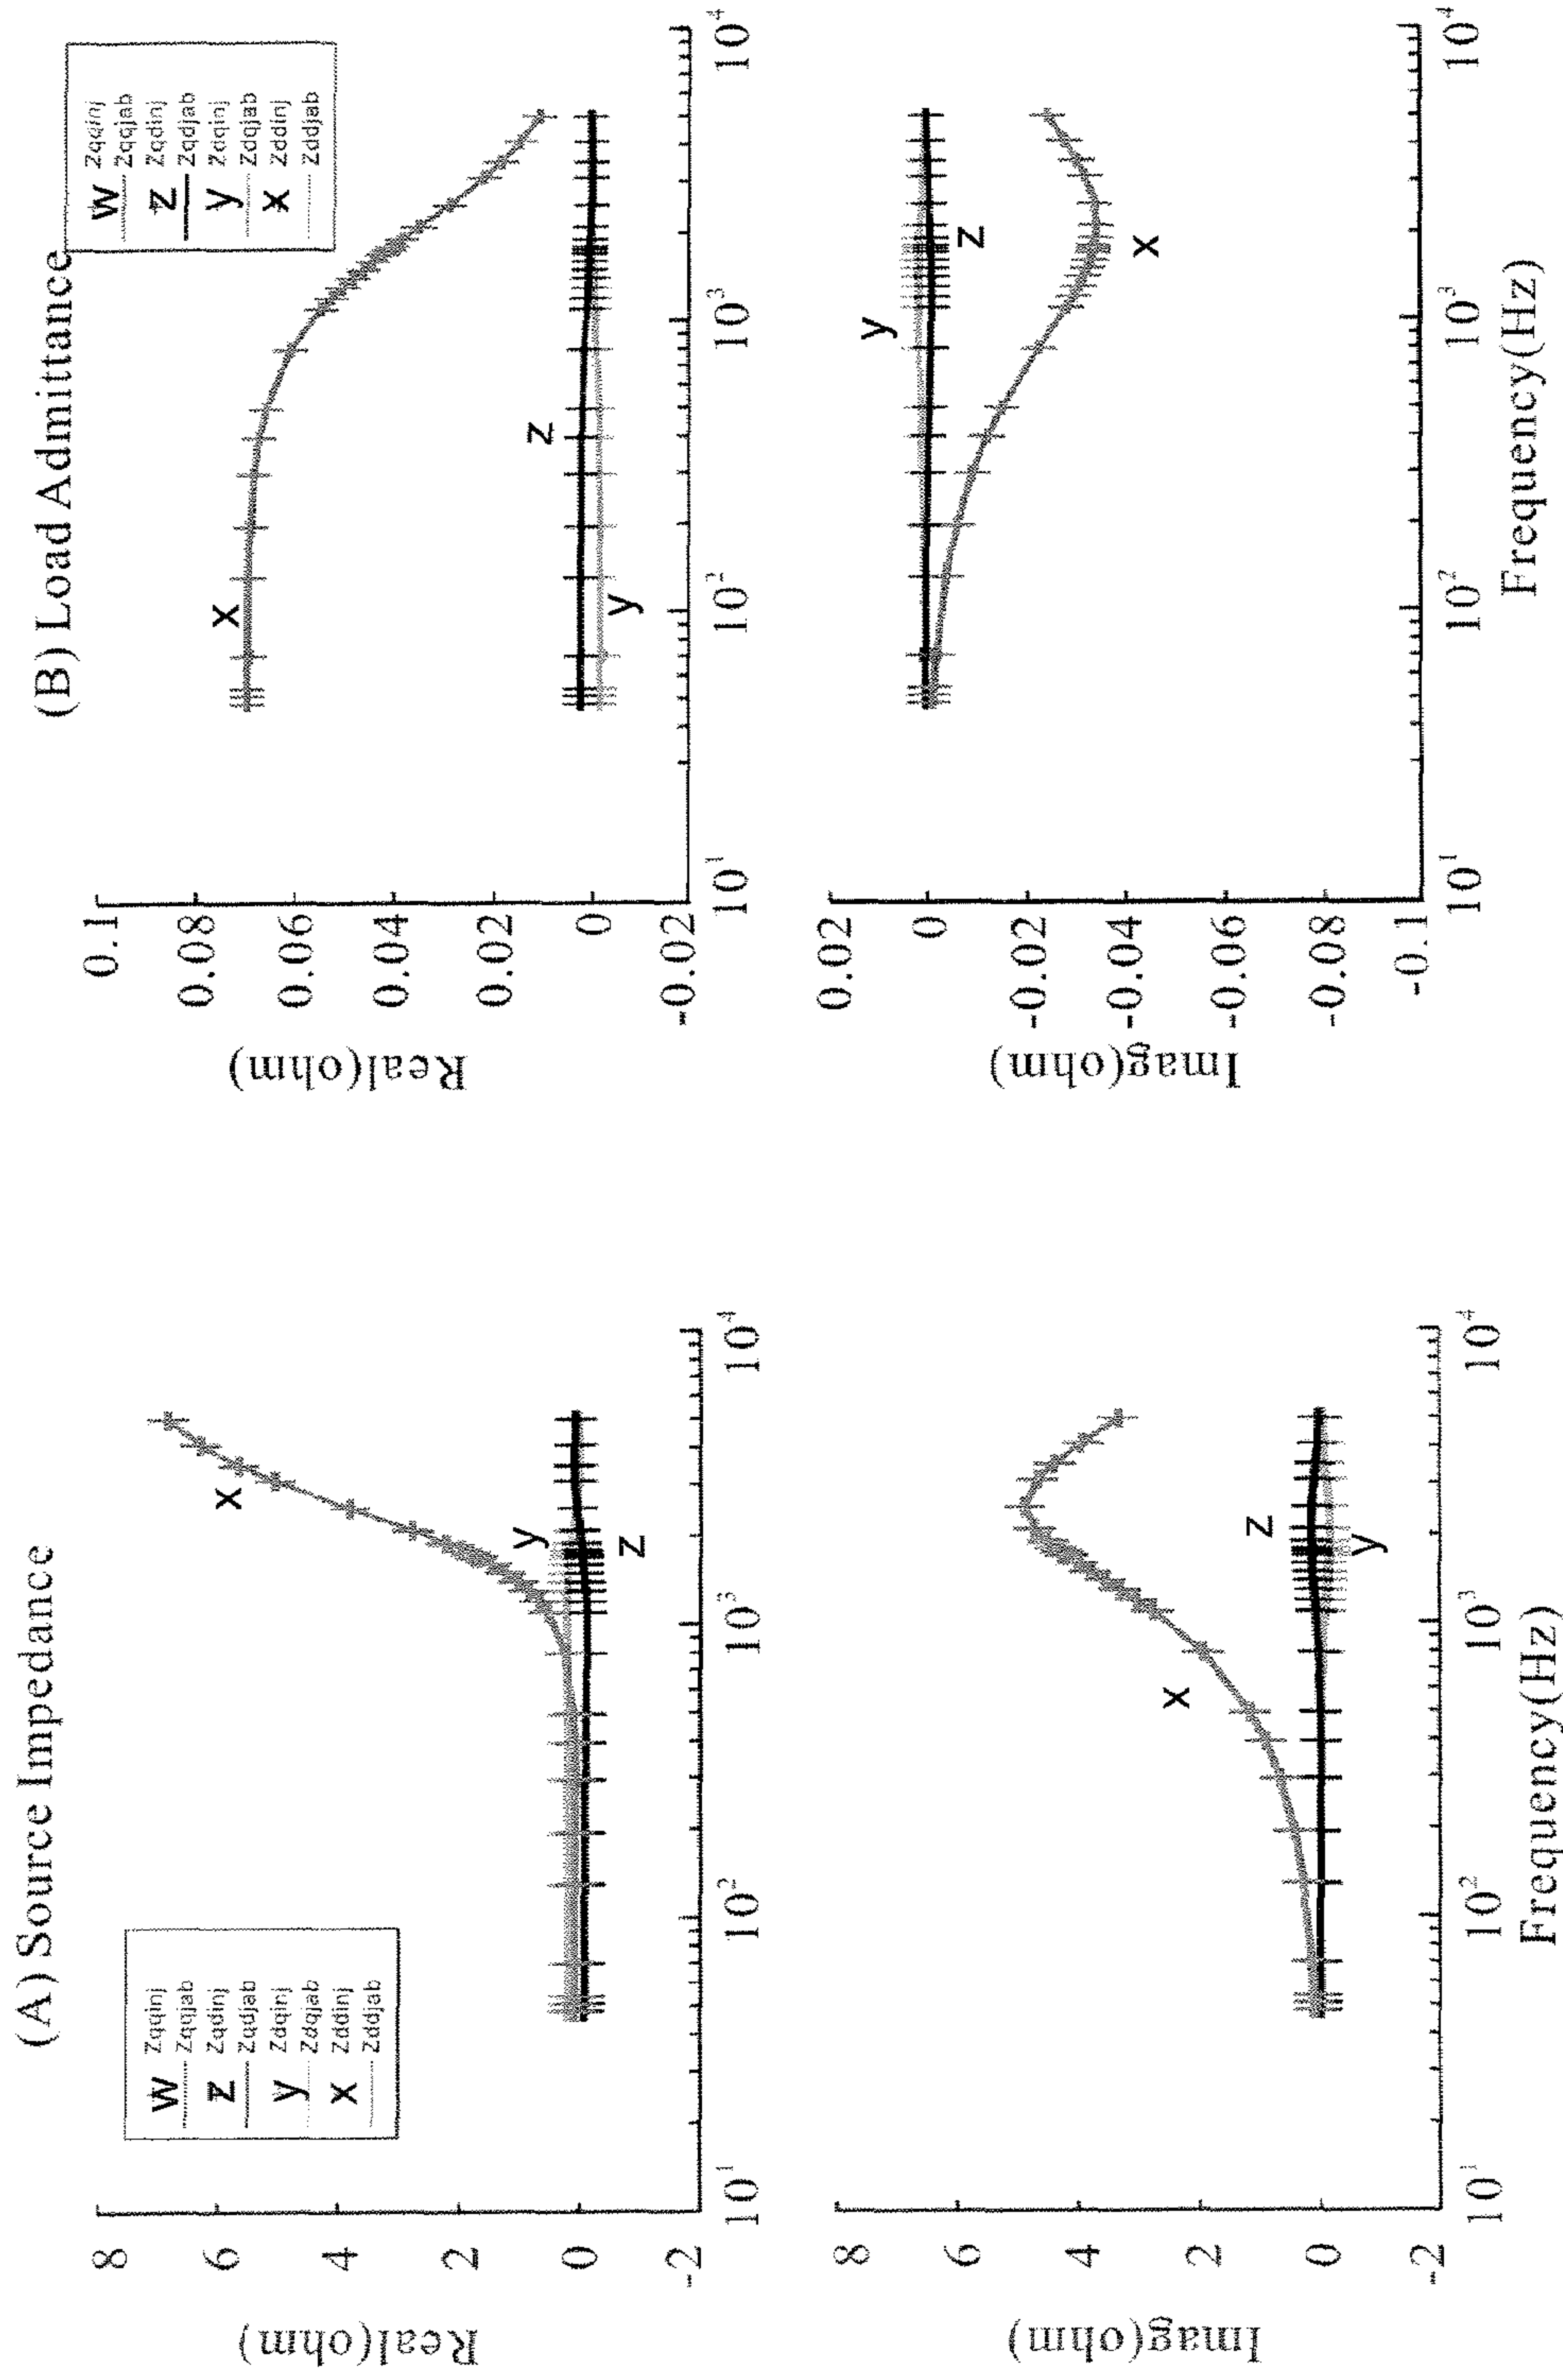 (A) Source Impedance
Real(ohm)
8
6
4
2
0
-2
10¹
10²
10³
10⁴
W Zqqinj
Zqqjab
Z Zqdinj
Zqdjab
y Zdqinj
Zdqjab
X Zddinj
Zddjab
X
y
Z
Imag(ohm)
8
6
4
2
0
-2
10¹
10²
10³
10⁴
X
Z
y
Frequency(Hz)
(B) Load Admittance
Real(ohm)
0.1
0.08
0.06
0.04
0.02
0
-0.02
10¹
10²
10³
10⁴
W Zqqinj
Zqqjab
Z Zqdinj
Zqdjab
y Zdqinj
Zdqjab
X Zddinj
Zddjab
X
Z
y
Imag(ohm)
0.02
0
-0.02
-0.04
-0.06
-0.08
-0.1
10¹
10²
10³
10⁴
y
Z
X
Frequency(Hz)